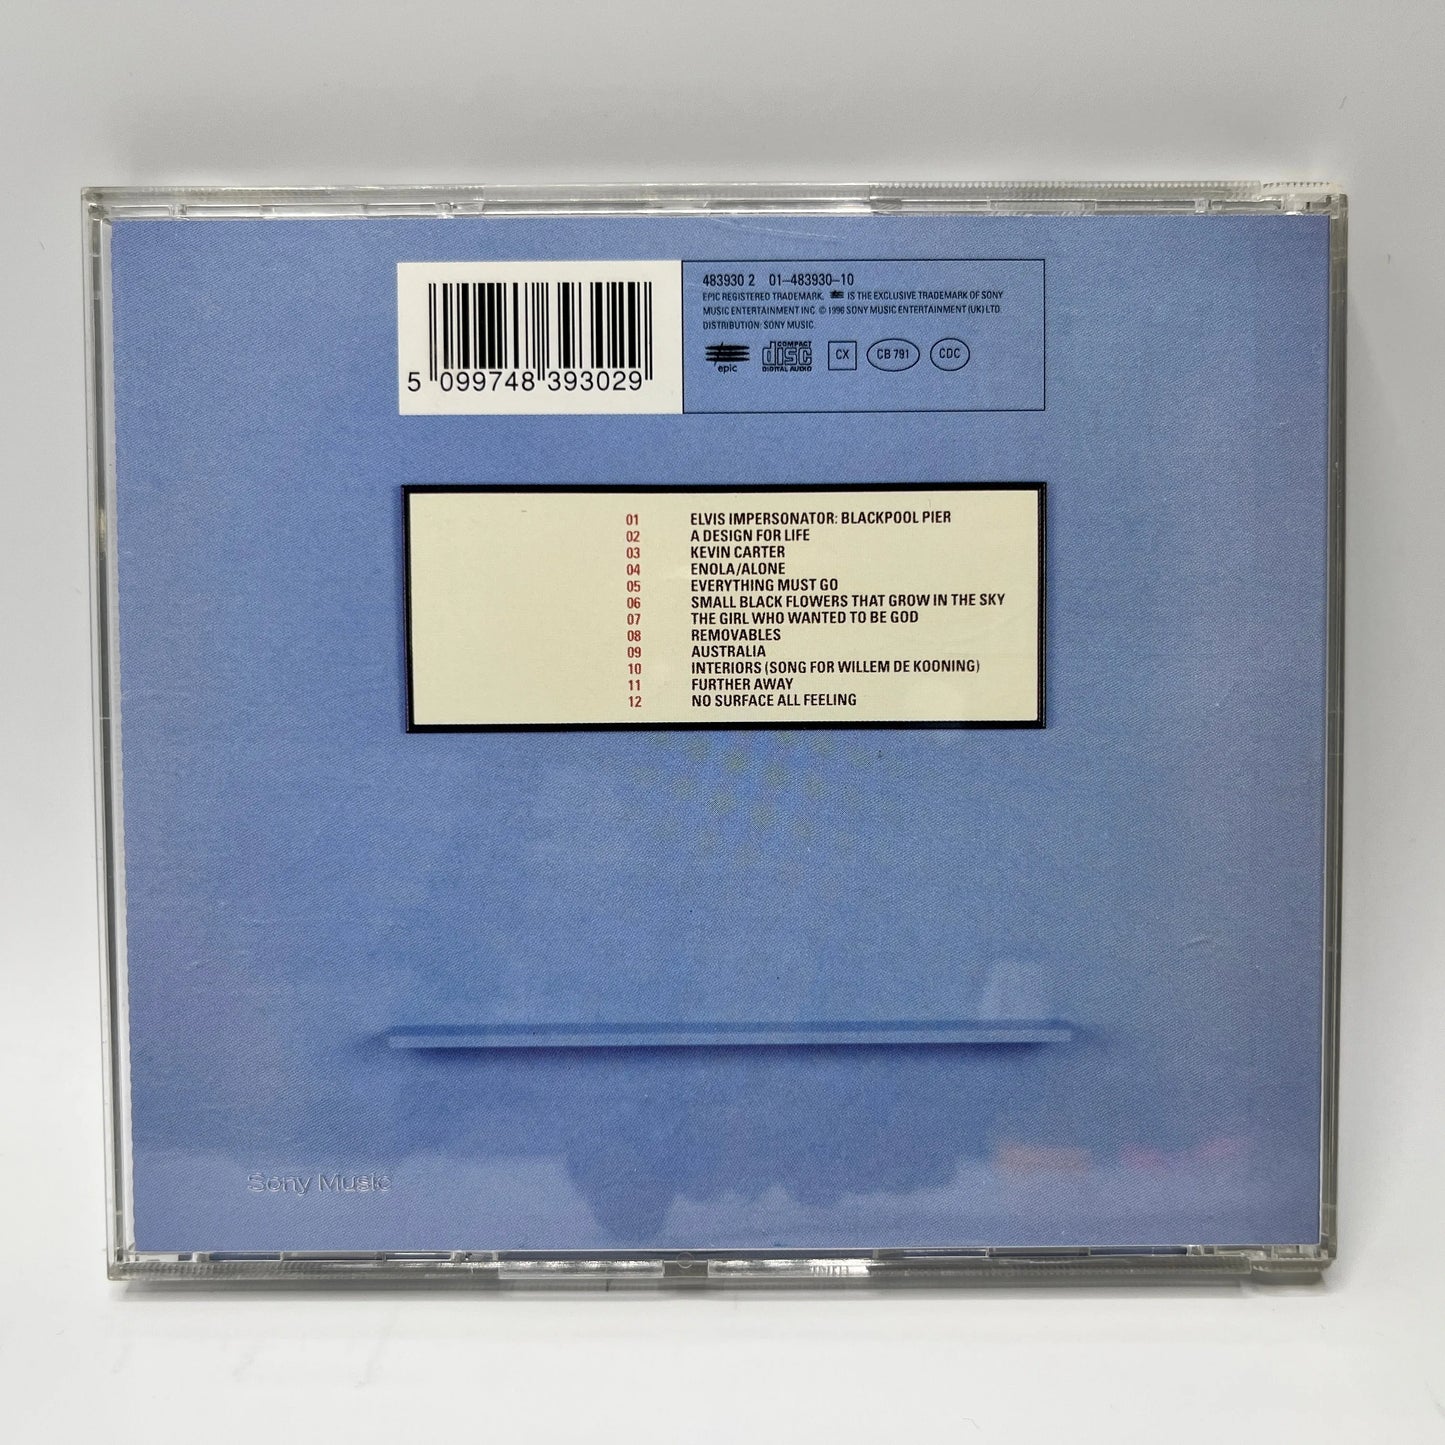 483930 2 01-483930-10
EPIC REGISTERED TRADEMARK. IS THE EXCLUSIVE TRADEMARK OF SONY
MUSIC ENTERTAINMENT INC. © 1996 SONY MUSIC ENTERTAINMENT (UK) LTD.
DISTRIBUTION: SONY MUSIC
epic COMPACT disc DIGITAL AUDIO CX CB 791 CDC
5 099748 393029
01 ELVIS IMPERSONATOR: BLACKPOOL PIER
02 A DESIGN FOR LIFE
03 KEVIN CARTER
04 ENOLA/ALONE
05 EVERYTHING MUST GO
06 SMALL BLACK FLOWERS THAT GROW IN THE SKY
07 THE GIRL WHO WANTED TO BE GOD
08 REMOVABLES
09 AUSTRALIA
10 INTERIORS (SONG FOR WILLEM DE KOONING)
11 FURTHER AWAY
12 NO SURFACE ALL FEELING
Sony Music